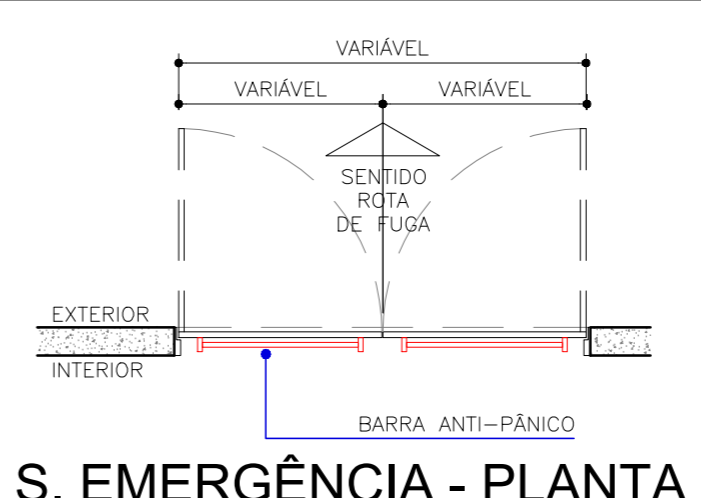 VARIÁVEL
VARIÁVEL VARIÁVEL
SENTIDO
ROTA
DE FUGA
EXTERIOR
INTERIOR
BARRA ANTI-PÂNICO
S. EMERGÊNCIA - PLANTA